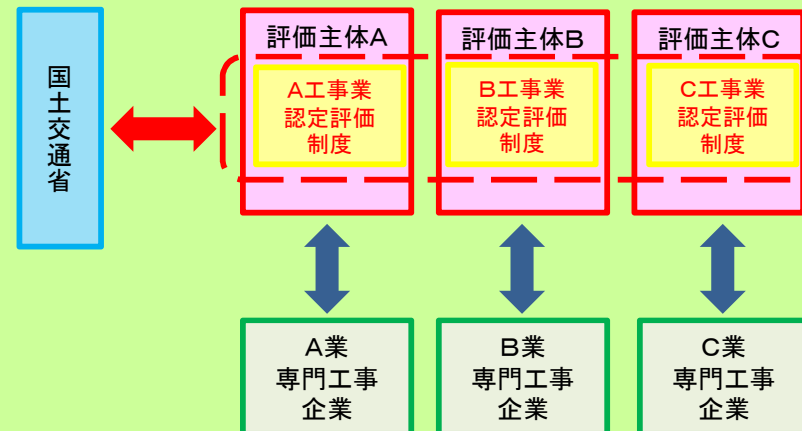 国土交通省
評価主体A
A工事業
認定評価
制度
評価主体B
B工事業
認定評価
制度
評価主体C
C工事業
認定評価
制度
A業
専門工事
企業
B業
専門工事
企業
C業
専門工事
企業